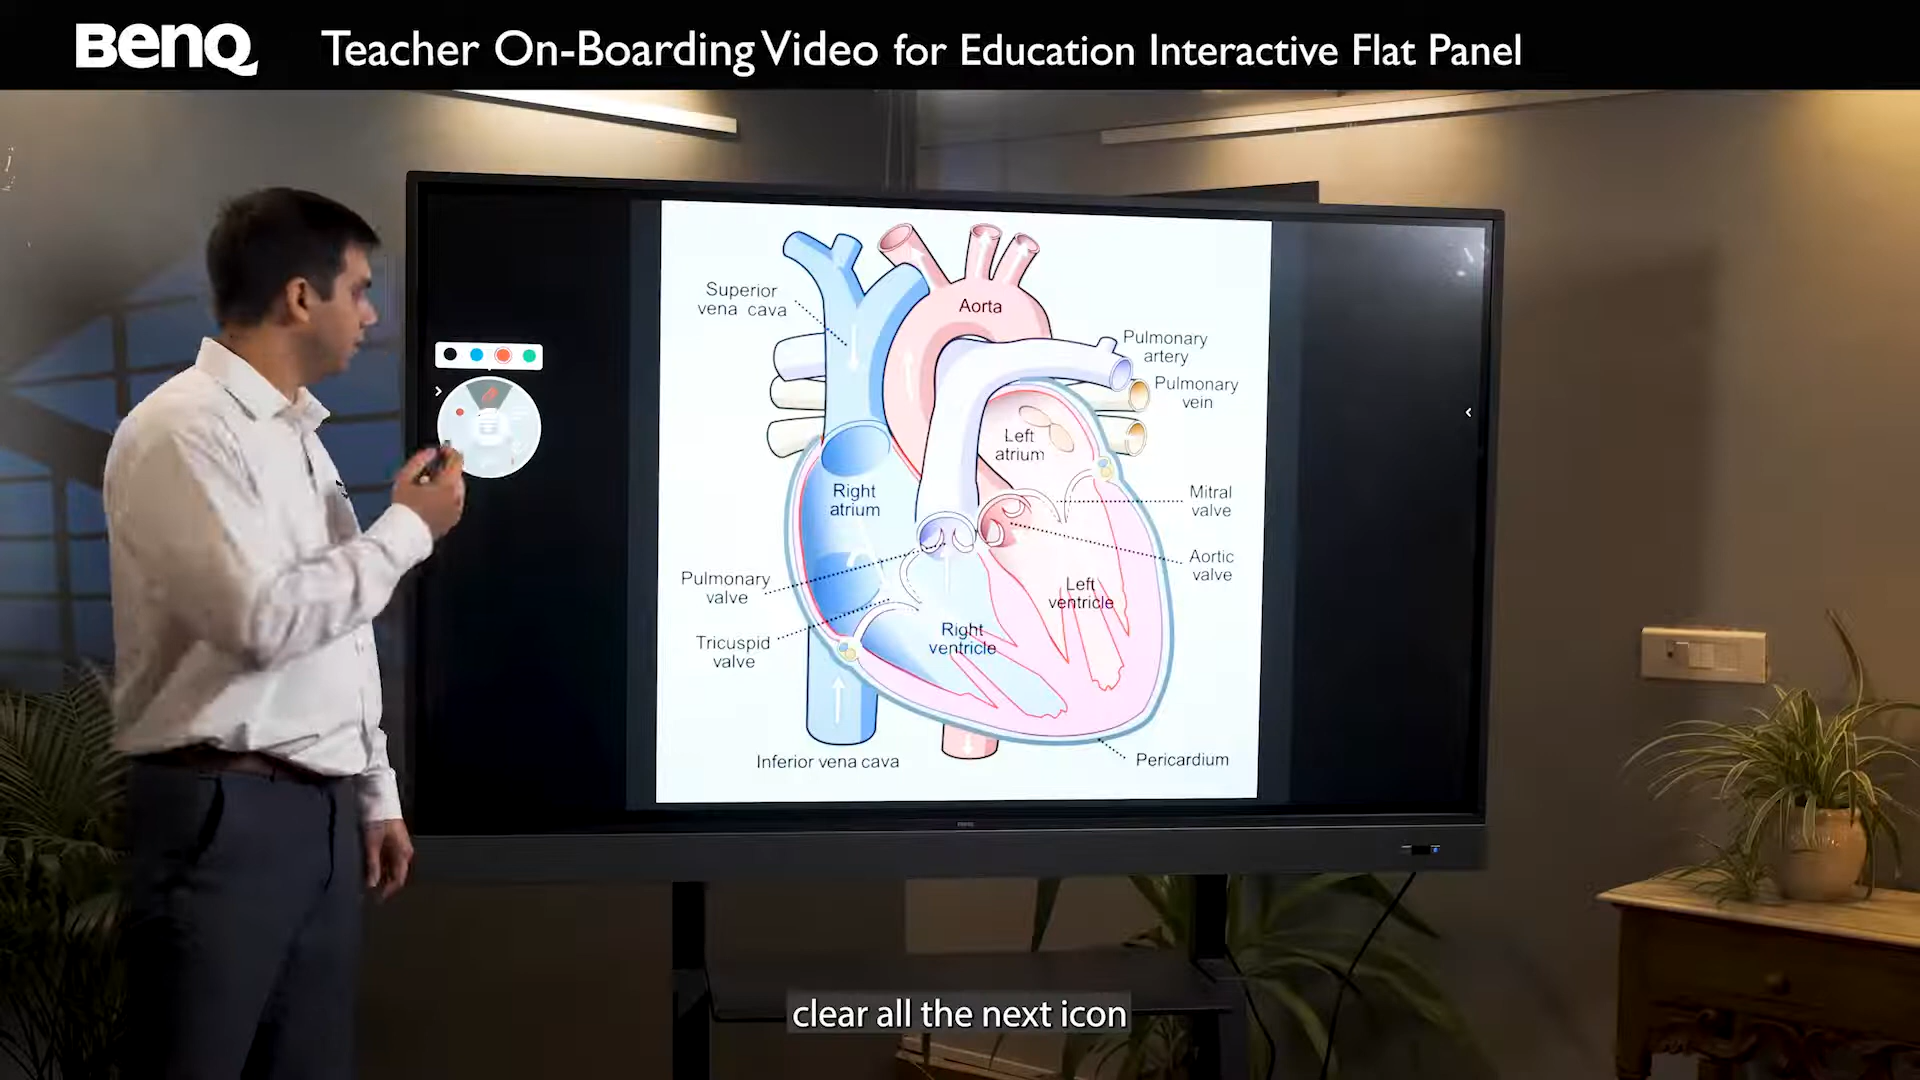 BenQ
Teacher On-Boarding Video for Education Interactive Flat Panel
Superior
vena cava
Aorta
Pulmonary
artery
Pulmonary
vein
Left
atrium
Right
atrium
Mitral
valve
Aortic
valve
Pulmonary
valve
Left
ventricle
Tricuspid
valve
Right
ventricle
Inferior vena cava
Pericardium
clear all the next icon